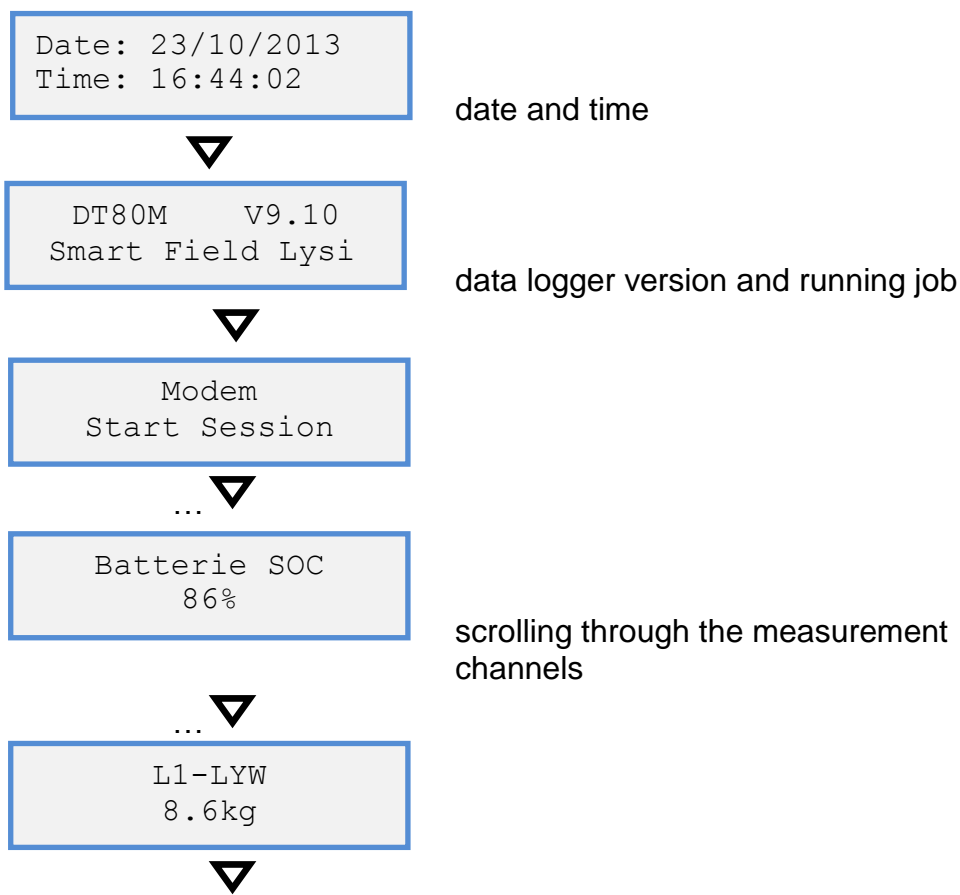 Date: 23/10/2013
Time: 16:44:02
date and time
DT80M V9.10
Smart Field Lysi
data logger version and running job
Modem
Start Session
...
Batterie SOC
86%
scrolling through the measurement
channels
...
L1-LYW
8.6kg